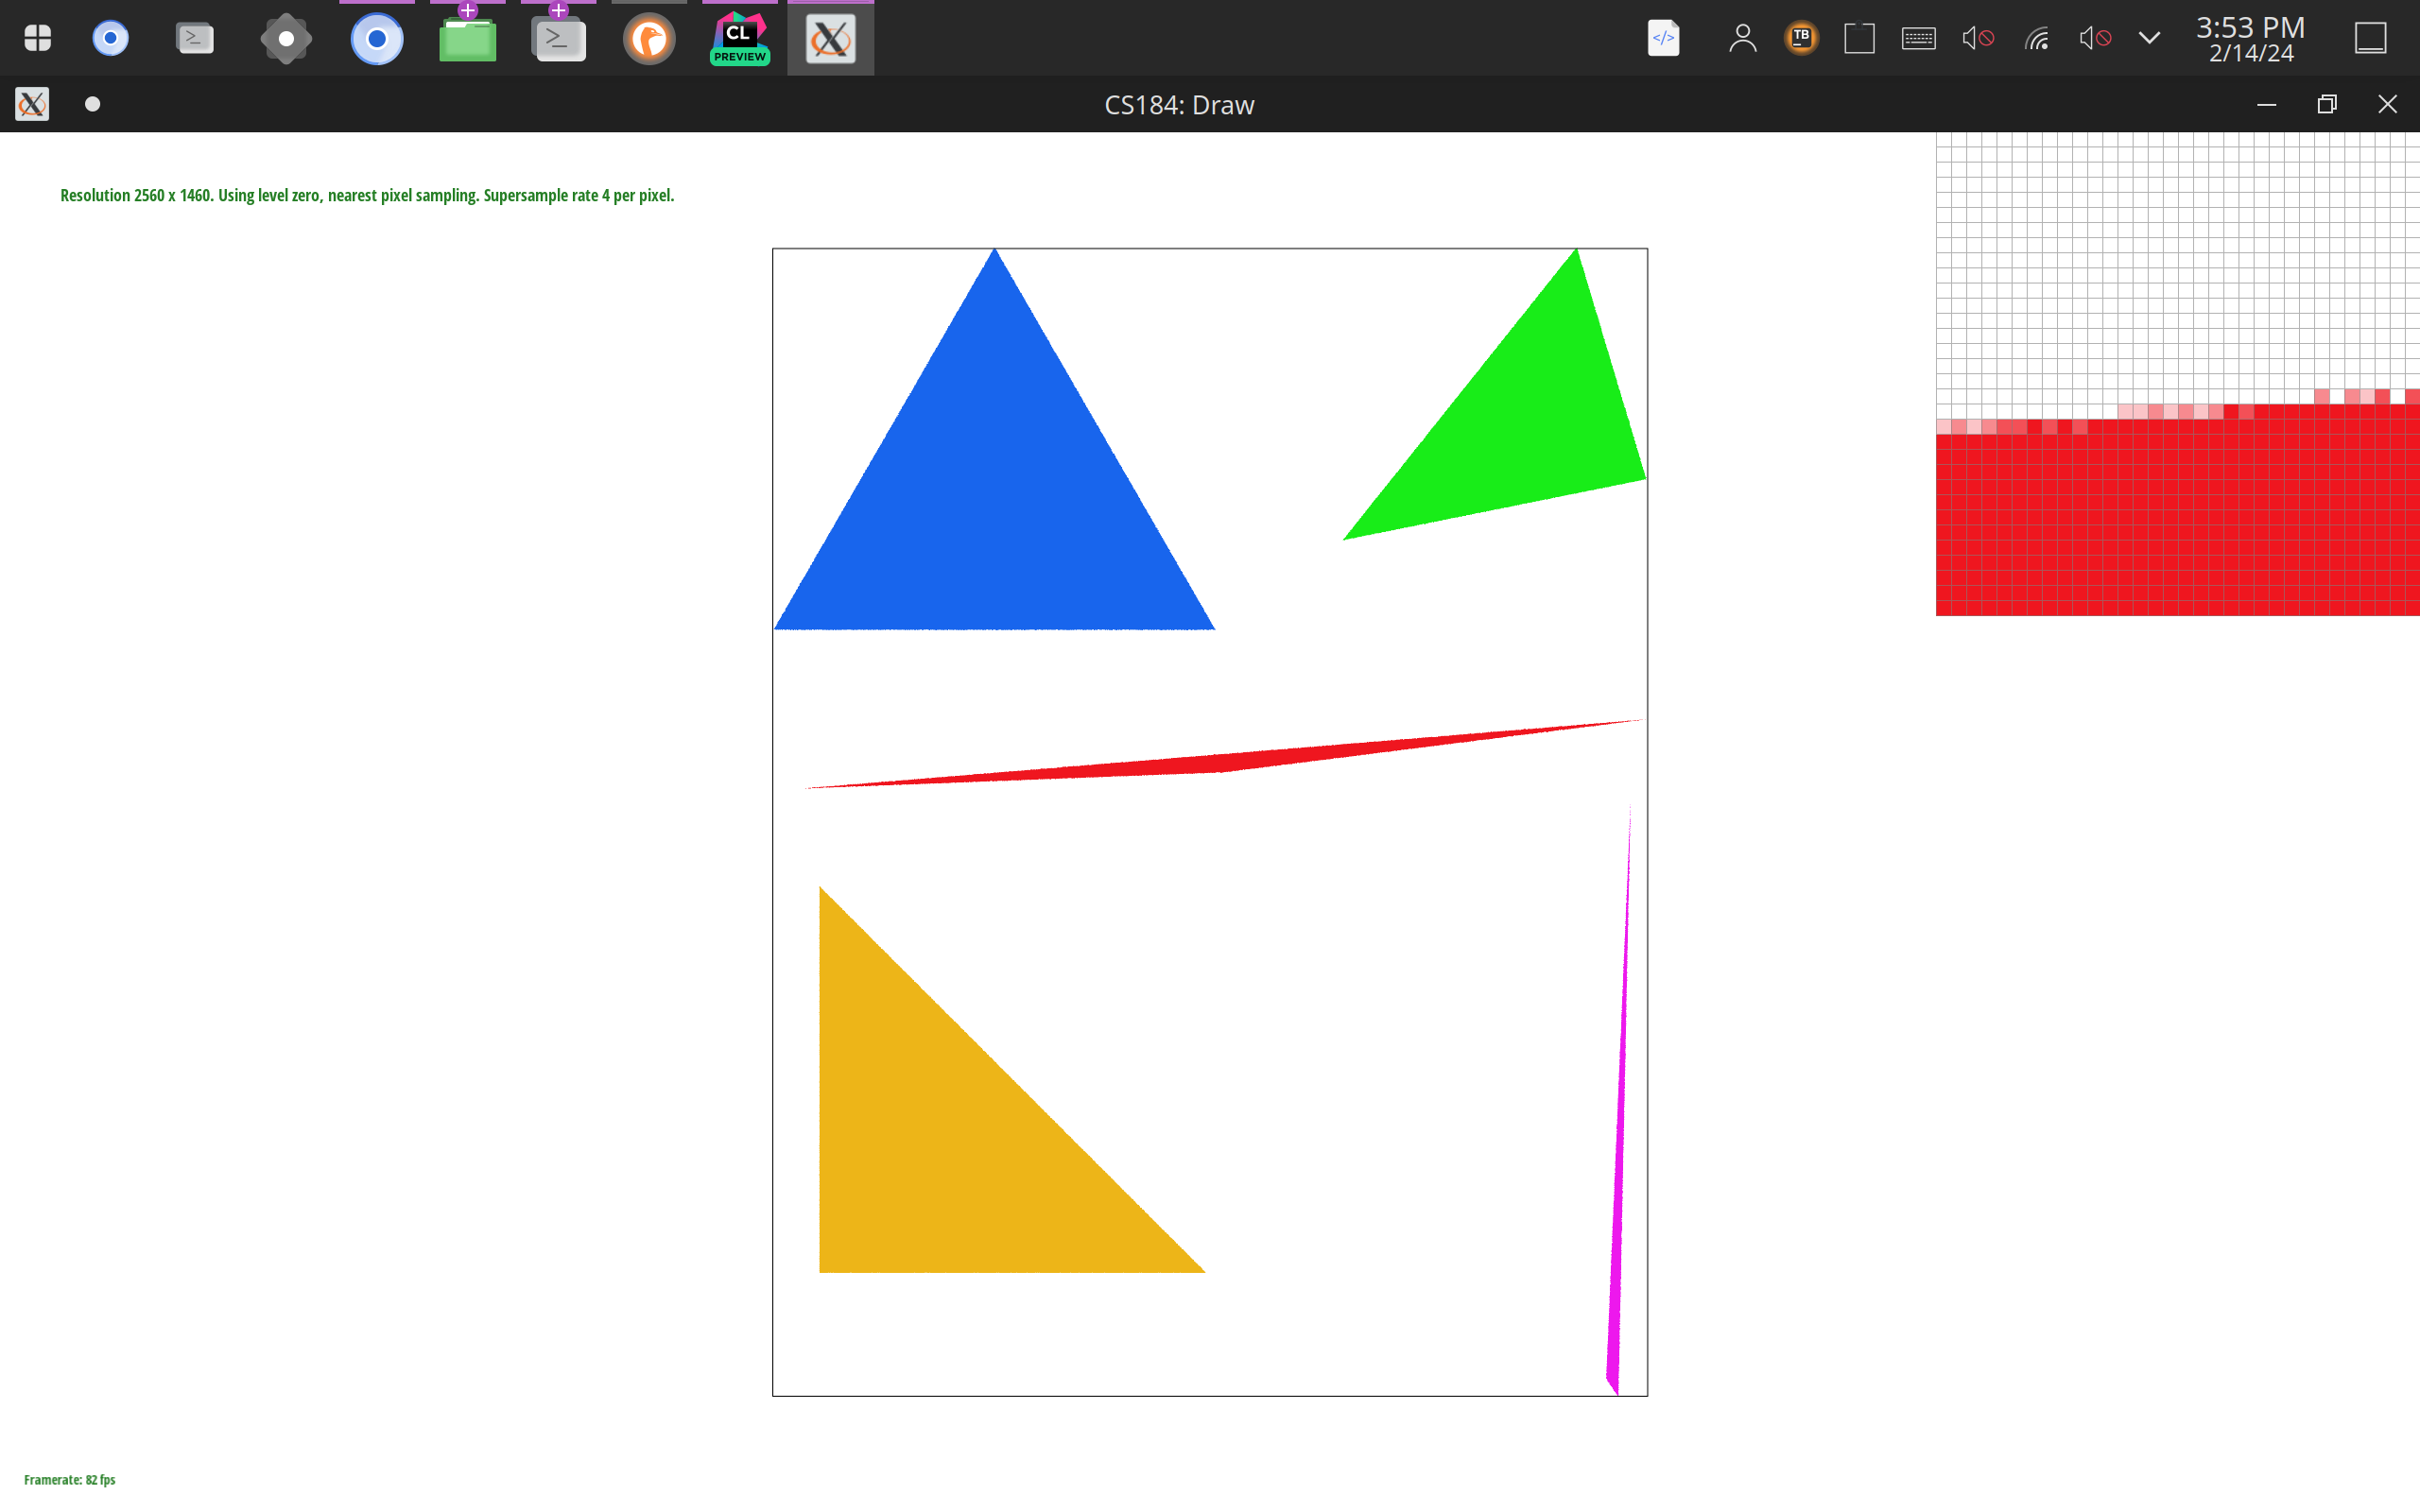 CL
PREVIEW
</>
TB
3:53 PM
2/14/24
CS184: Draw
Resolution 2560 x 1460. Using level zero, nearest pixel sampling. Supersample rate 4 per pixel.
Framerate: 82 fps